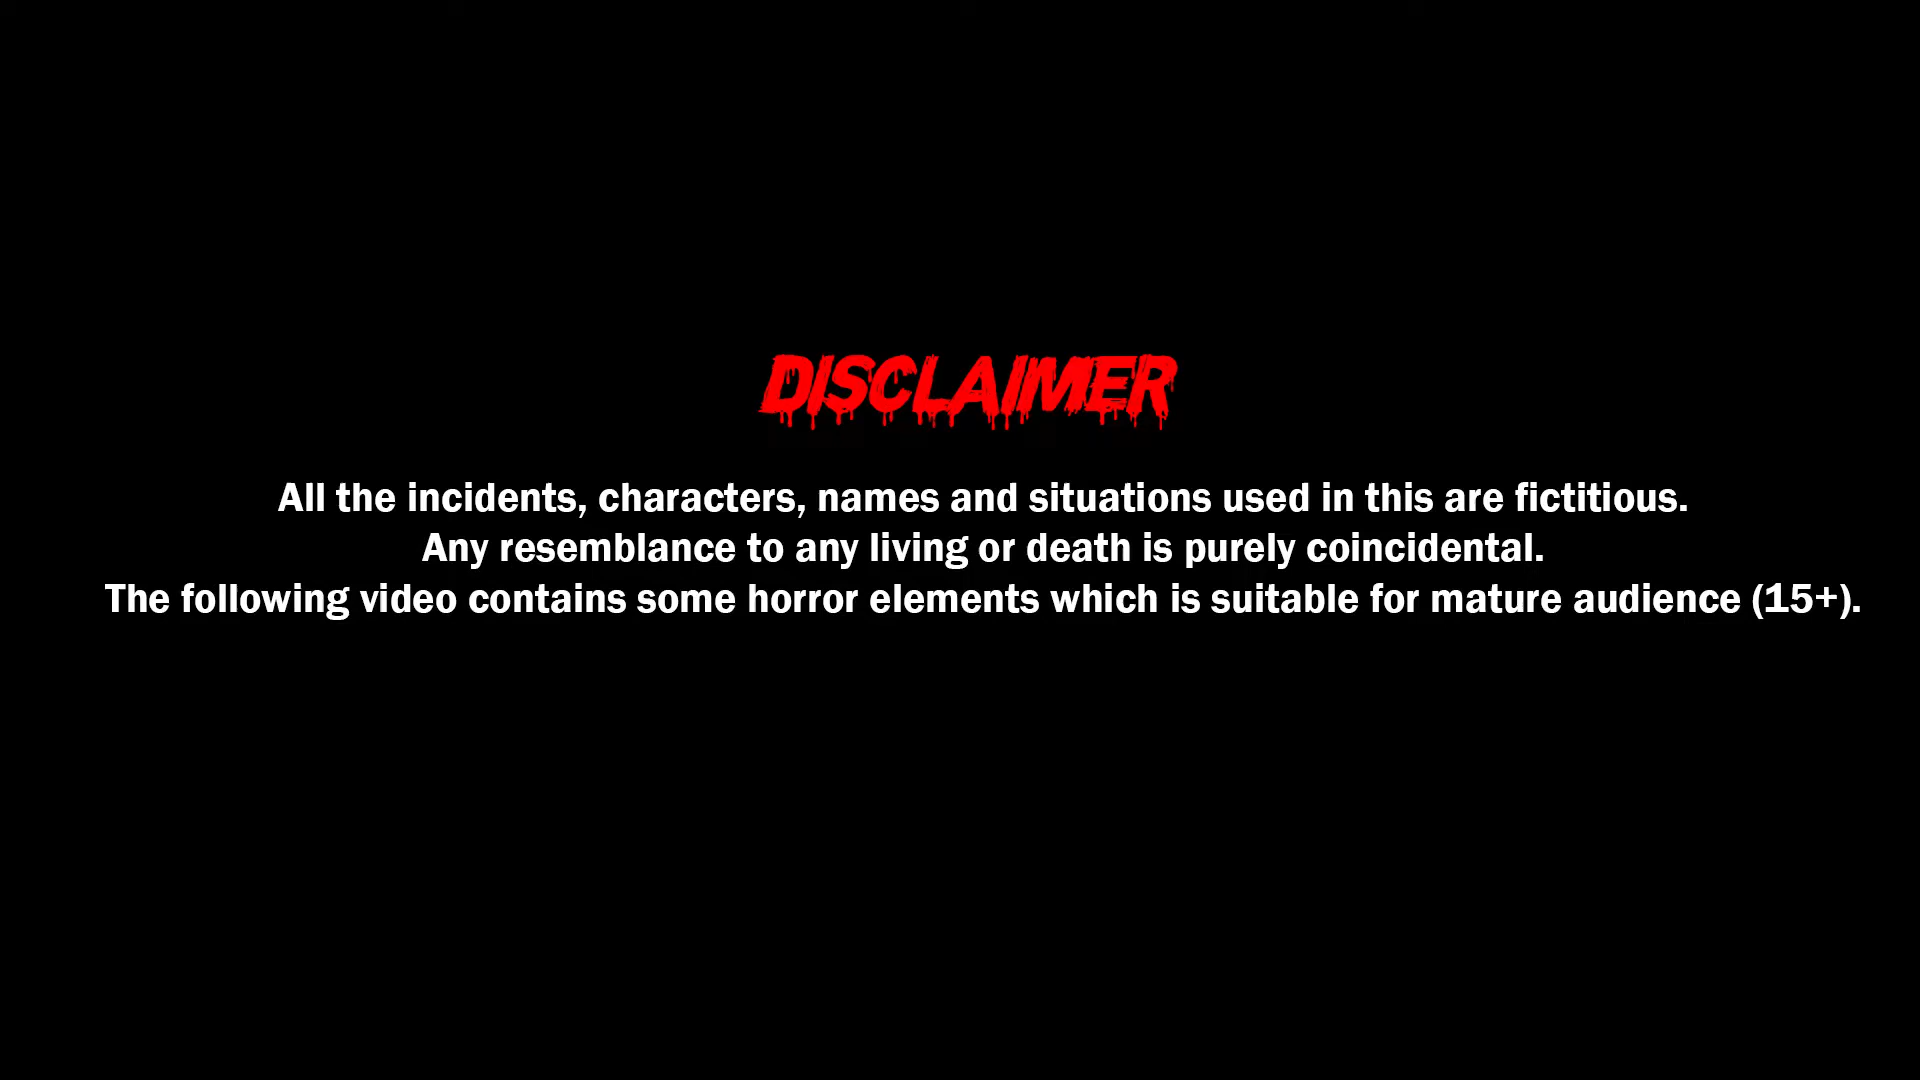 DISCLAIMER
All the incidents, characters, names and situations used in this are fictitious.
Any resemblance to any living or death is purely coincidental.
The following video contains some horror elements which is suitable for mature audience (15+).